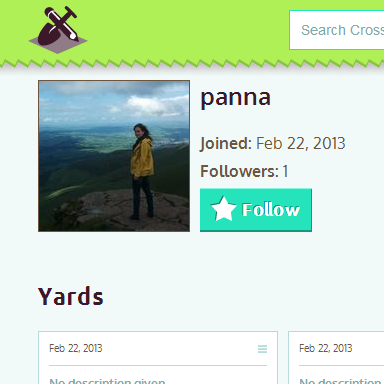 Search Cross
panna
Joined: Feb 22, 2013
Followers: 1
Follow
Yards
Feb 22, 2013
Feb 22, 2013
No description given
No description